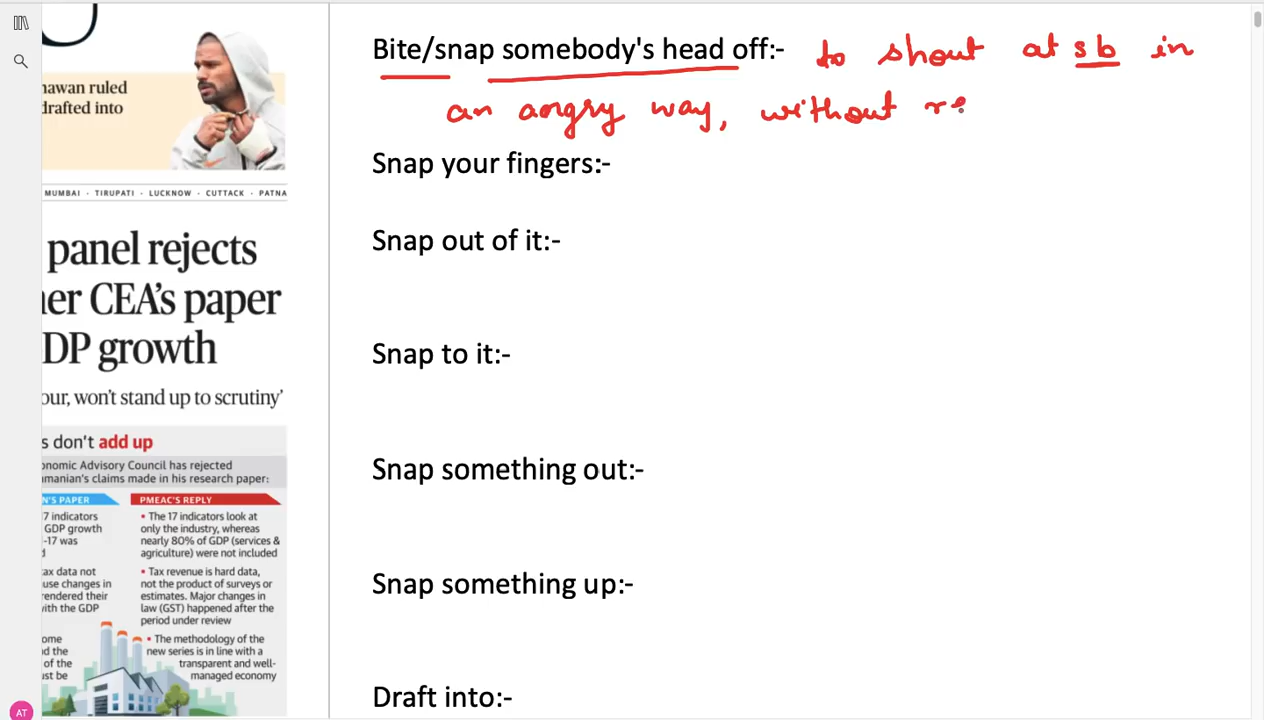 hawan ruled
drafted into
MUMBAI · TIRUPATI · LUCKNOW · CUTTACK · PATNA
panel rejects
er CEA's paper
DP growth
our, won't stand up to scrutiny'
s don't add up
onomic Advisory Council has rejected
manian's claims made in his research paper:
N'S PAPER
7 indicators
GDP growth
-17 was
d
tax data not
use changes in
rendered their
with the GDP
ome
d the
of the
st be
PMEAC'S REPLY
• The 17 indicators look at
only the industry, whereas
nearly 80% of GDP (services &
agriculture) were not included
• Tax revenue is hard data,
not the product of surveys or
estimates. Major changes in
law (GST) happened after the
period under review
• The methodology of the
new series is in line with a
transparent and well-
managed economy
AT
Bite/snap somebody's head off:- to shout at sb in
an angry way, without re
Snap your fingers:-
Snap out of it:-
Snap to it:-
Snap something out:-
Snap something up:-
Draft into:-